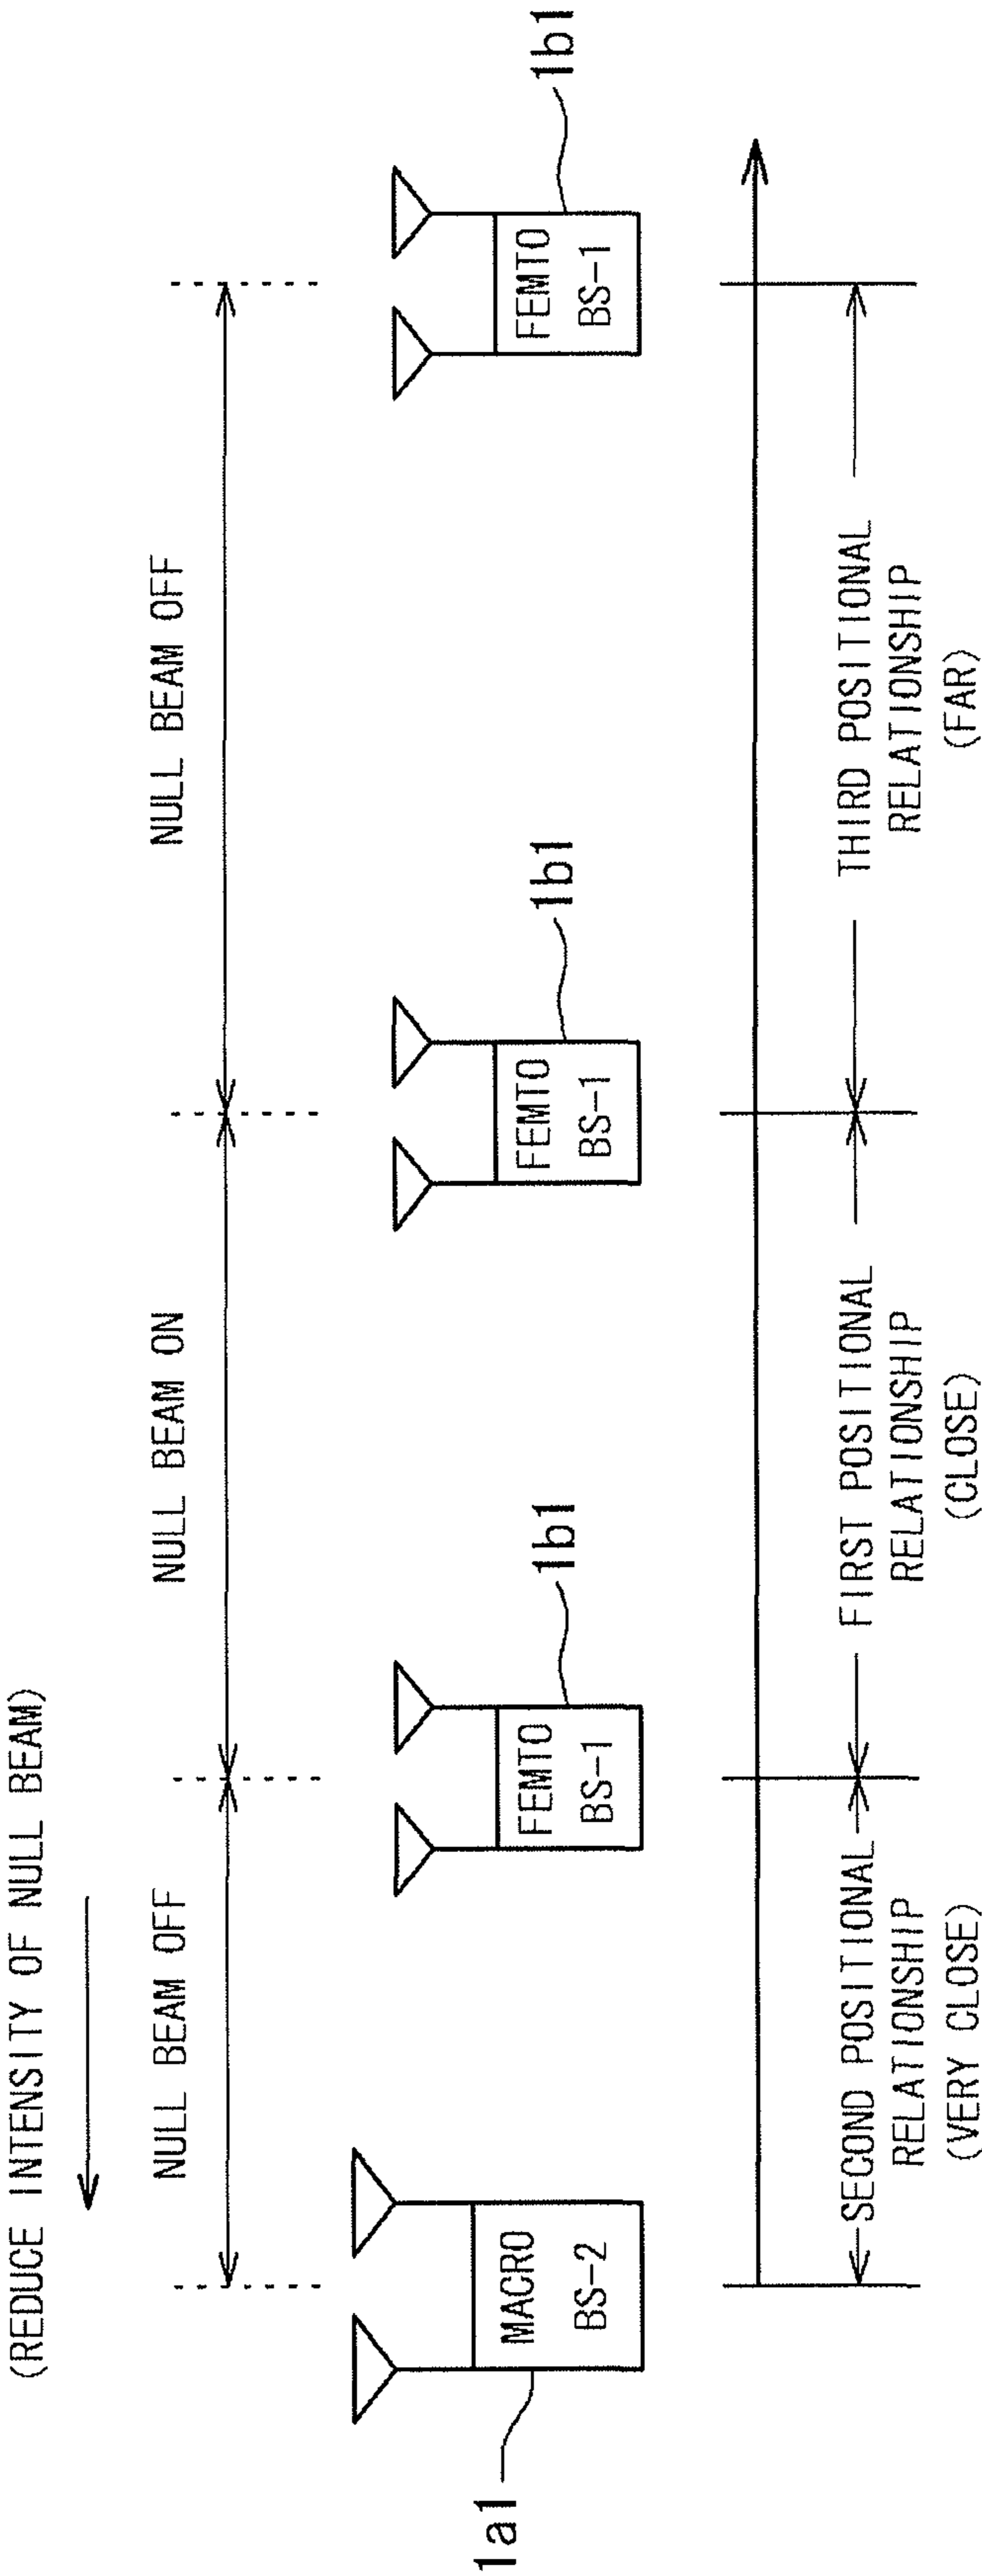 (REDUCE INTENSITY OF NULL BEAM)
NULL BEAM OFF
NULL BEAM ON
NULL BEAM OFF
1a1
MACRO
BS-2
FEMTO
BS-1
1b1
FEMTO
BS-1
1b1
FEMTO
BS-1
1b1
SECOND POSITIONAL
RELATIONSHIP
(VERY CLOSE)
FIRST POSITIONAL
RELATIONSHIP
(CLOSE)
THIRD POSITIONAL
RELATIONSHIP
(FAR)